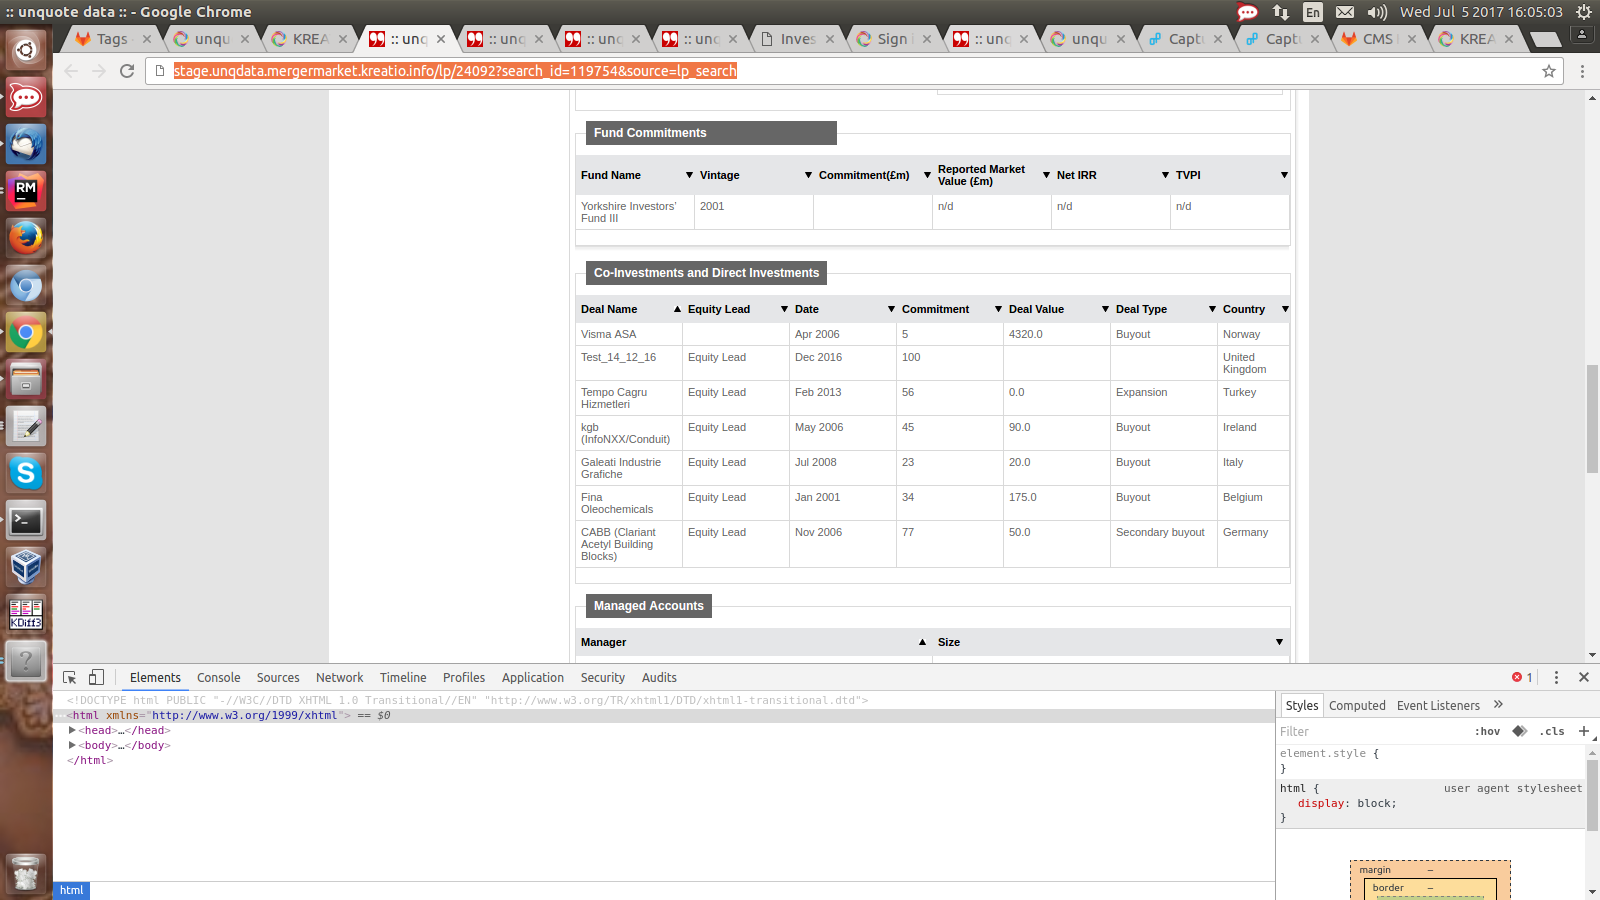 :: unquote data :: - Google Chrome
En
Wed Jul 5 2017 16:05:03
Tags
unqu
KREA
:: unq
:: unq
:: unq
:: unq
Inves
Sign i
:: unq
unqu
Captu
Captu
CMS
KREA
stage.unqdata.mergermarket.kreatio.info/lp/24092?search_id=119754&source=lp_search
Fund Commitments
Fund Name Vintage Commitment(£m) Reported Market Value (£m) Net IRR TVPI
Yorkshire Investors' Fund III 2001 n/d n/d n/d
Co-Investments and Direct Investments
Deal Name Equity Lead Date Commitment Deal Value Deal Type Country
Visma ASA Apr 2006 5 4320.0 Buyout Norway
Test_14_12_16 Equity Lead Dec 2016 100 United Kingdom
Tempo Cagru Hizmetleri Equity Lead Feb 2013 56 0.0 Expansion Turkey
kgb (InfoNXX/Conduit) Equity Lead May 2006 45 90.0 Buyout Ireland
Galeati Industrie Grafiche Equity Lead Jul 2008 23 20.0 Buyout Italy
Fina Oleochemicals Equity Lead Jan 2001 34 175.0 Buyout Belgium
CABB (Clariant Acetyl Building Blocks) Equity Lead Nov 2006 77 50.0 Secondary buyout Germany
Managed Accounts
Manager Size
RM
KDiff3
Elements Console Sources Network Timeline Profiles Application Security Audits 1
<!DOCTYPE html PUBLIC "-//W3C//DTD XHTML 1.0 Transitional//EN" "http://www.w3.org/TR/xhtml1/DTD/xhtml1-transitional.dtd">
<html xmlns="http://www.w3.org/1999/xhtml"> == $0
<head>…</head>
<body>…</body>
</html>
html
Styles Computed Event Listeners »
Filter :hov .cls +
element.style {
}
html { user agent stylesheet
display: block;
}
margin –
border –